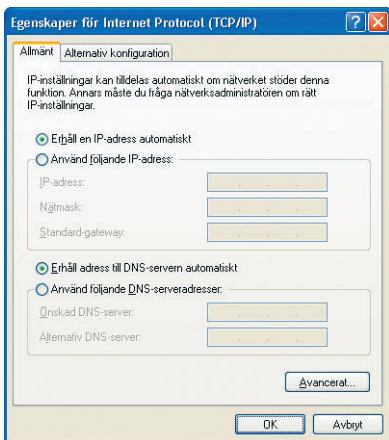 Egenskaper för Internet Protocol (TCP/IP)
Allmänt
Alternativ konfiguration
IP-inställningar kan tilldelas automatiskt om nätverket stöder denna
funktion. Annars måste du fråga nätverksadministratören om rätt
IP-inställningar.
Erhåll en IP-adress automatiskt
Använd följande IP-adress:
IP-adress:
Nätmask:
Standard-gateway:
Erhåll adress till DNS-servern automatiskt
Använd följande DNS-serveradresser:
Önskad DNS-server:
Alternativ DNS-server:
Avancerat...
OK
Avbryt